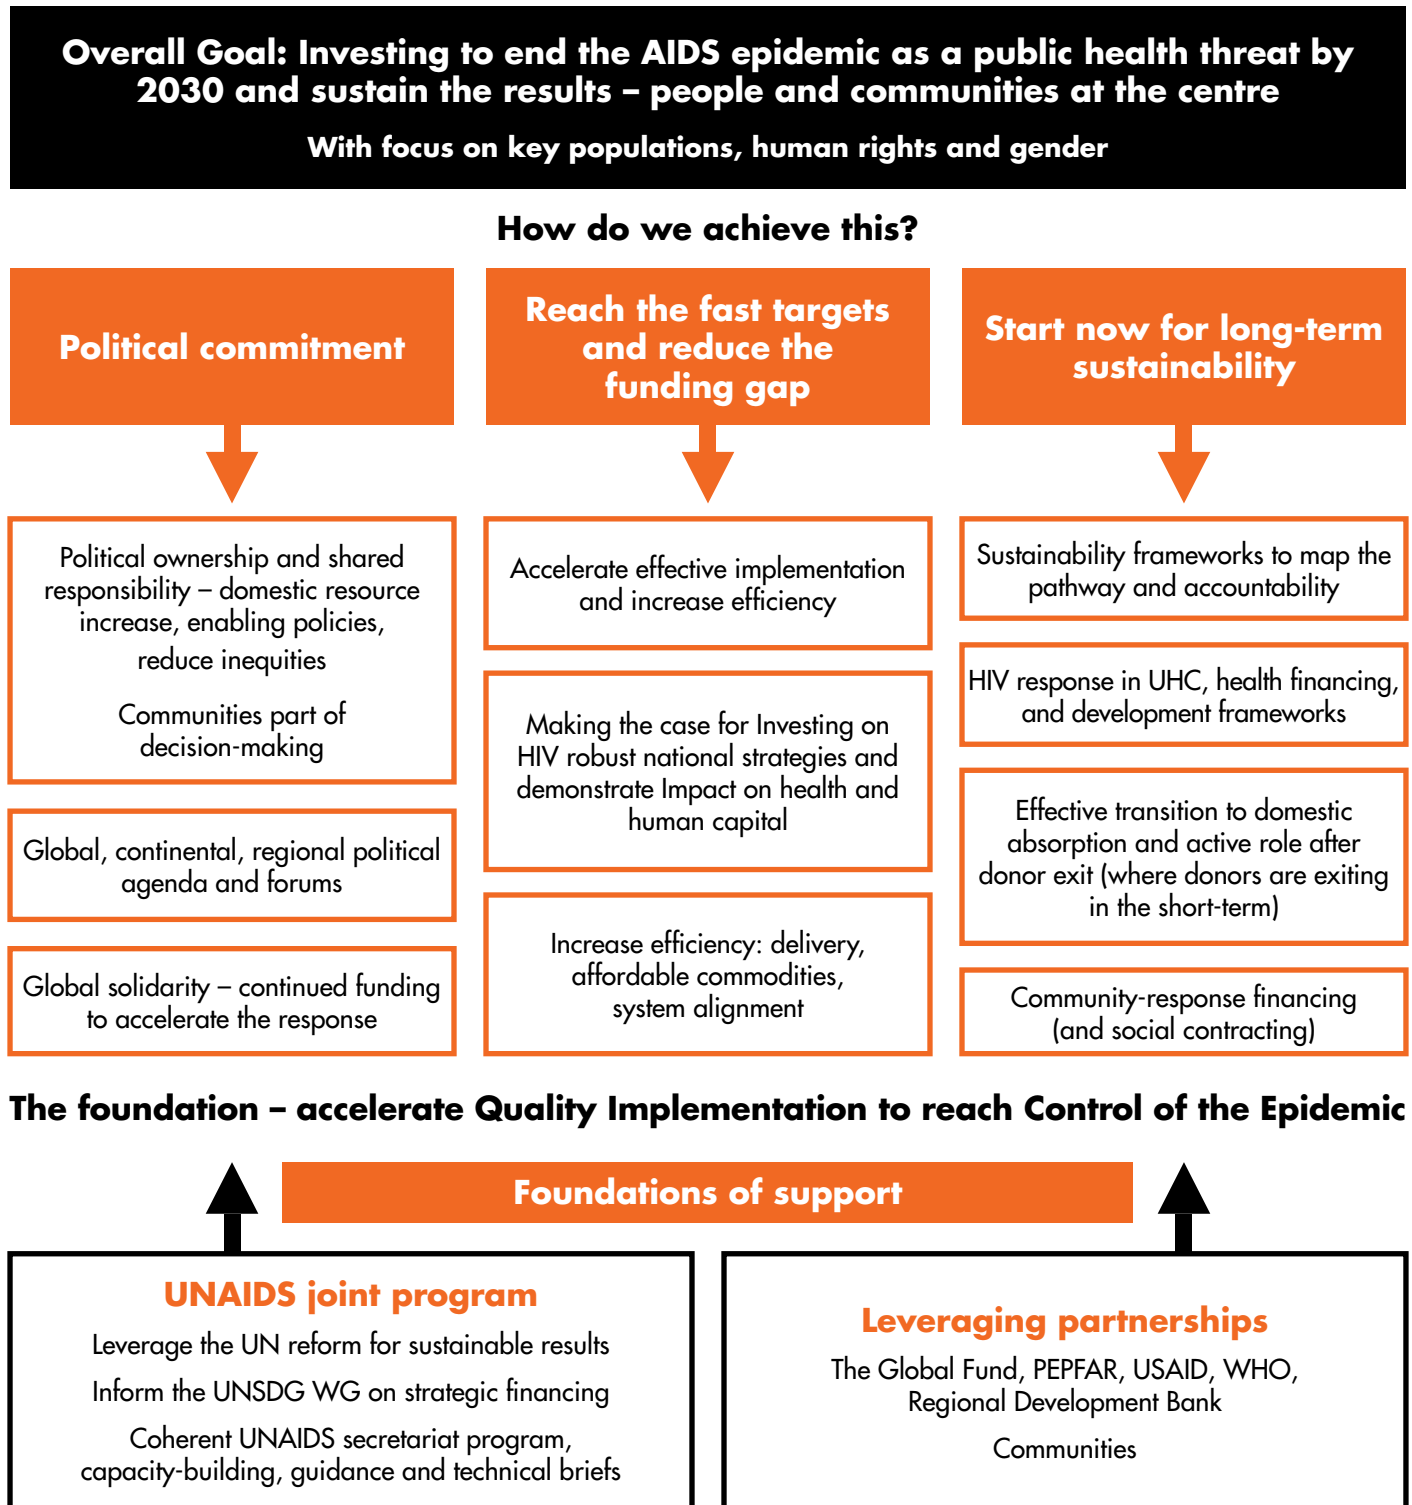 Overall Goal: Investing to end the AIDS epidemic as a public health threat by
2030 and sustain the results – people and communities at the centre
With focus on key populations, human rights and gender
How do we achieve this?
Political commitment
Political ownership and shared
responsibility – domestic resource
increase, enabling policies,
reduce inequities
Communities part of
decision-making
Global, continental, regional political
agenda and forums
Global solidarity – continued funding
to accelerate the response
Reach the fast targets
and reduce the
funding gap
Accelerate effective implementation
and increase efficiency
Making the case for Investing on
HIV robust national strategies and
demonstrate Impact on health and
human capital
Increase efficiency: delivery,
affordable commodities,
system alignment
Start now for long-term
sustainability
Sustainability frameworks to map the
pathway and accountability
HIV response in UHC, health financing,
and development frameworks
Effective transition to domestic
absorption and active role after
donor exit (where donors are exiting
in the short-term)
Community-response financing
(and social contracting)
The foundation – accelerate Quality Implementation to reach Control of the Epidemic
Foundations of support
UNAIDS joint program
Leverage the UN reform for sustainable results
Inform the UNSDG WG on strategic financing
Coherent UNAIDS secretariat program,
capacity-building, guidance and technical briefs
Leveraging partnerships
The Global Fund, PEPFAR, USAID, WHO,
Regional Development Bank
Communities